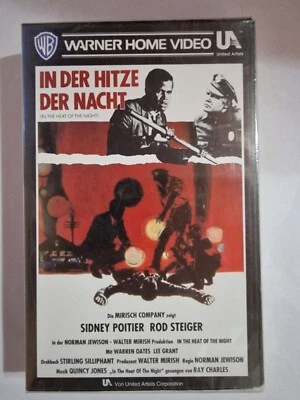 WB WARNER HOME VIDEO UA
United Artists
IN DER HITZE
DER NACHT
(IN THE HEAT OF THE NIGHT)
Die MIRISCH COMPANY zeigt
SIDNEY POITIER ROD STEIGER
in der NORMAN JEWISON - WALTER MIRISH Produktion IN THE HEAT OF THE NIGHT
Mit WARREN OATES LEE GRANT
Drehbuch STIRLING SILLIPHANT Produzent WALTER MIRISH Regie NORMAN JEWISON
Musik QUINCY JONES „In The Heat Of The Night" gesungen von RAY CHARLES
UA Von United Artists Corporation